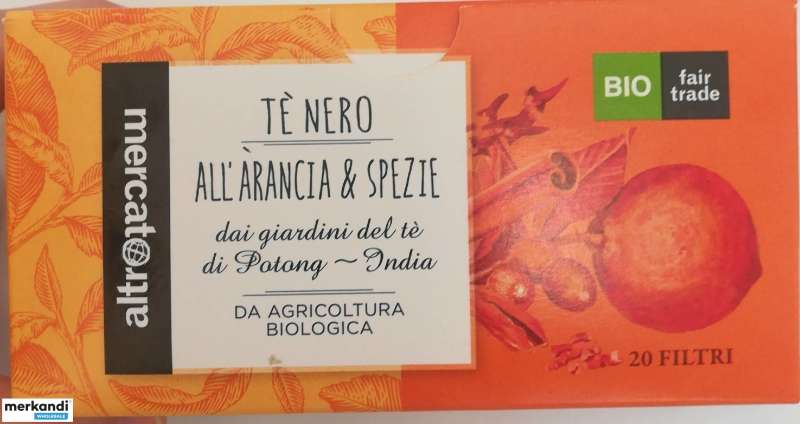 altromercato
TÈ NERO
ALL'ÀRANCIA & SPEZIE
dai giardini del tè
di Potong ~ India
DA AGRICOLTURA
BIOLOGICA
BIO
fair
trade
20 FILTRI
merkandi
WHOLESALE